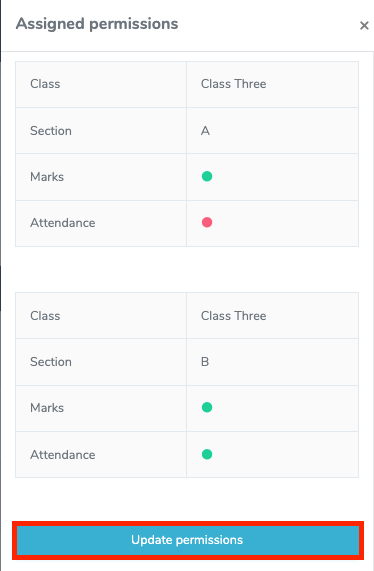 Assigned permissions ×
Class Class Three
Section A
Marks
Attendance
Class Class Three
Section B
Marks
Attendance
Update permissions